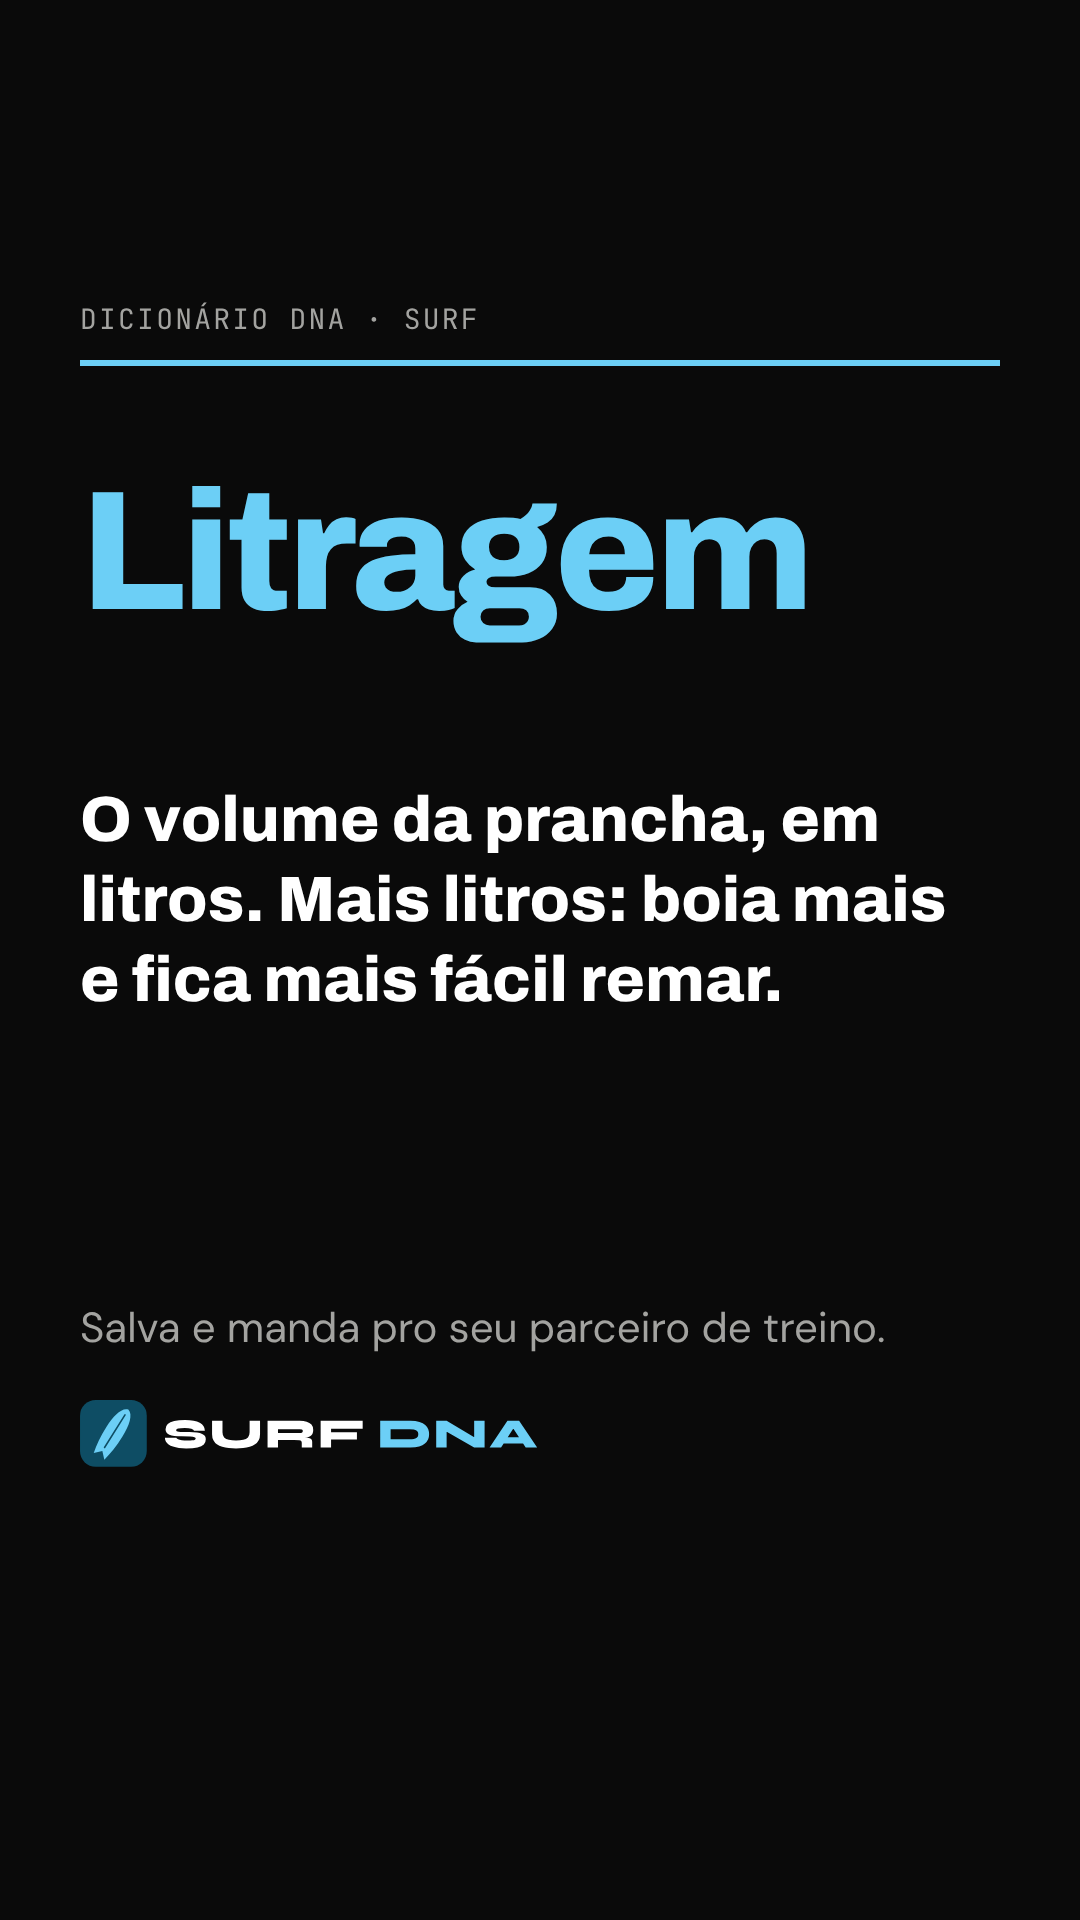 DICIONÁRIO DNA · SURF
Litragem
O volume da prancha, em
litros. Mais litros: boia mais
e fica mais fácil remar.
Salva e manda pro seu parceiro de treino.
SURF DNA